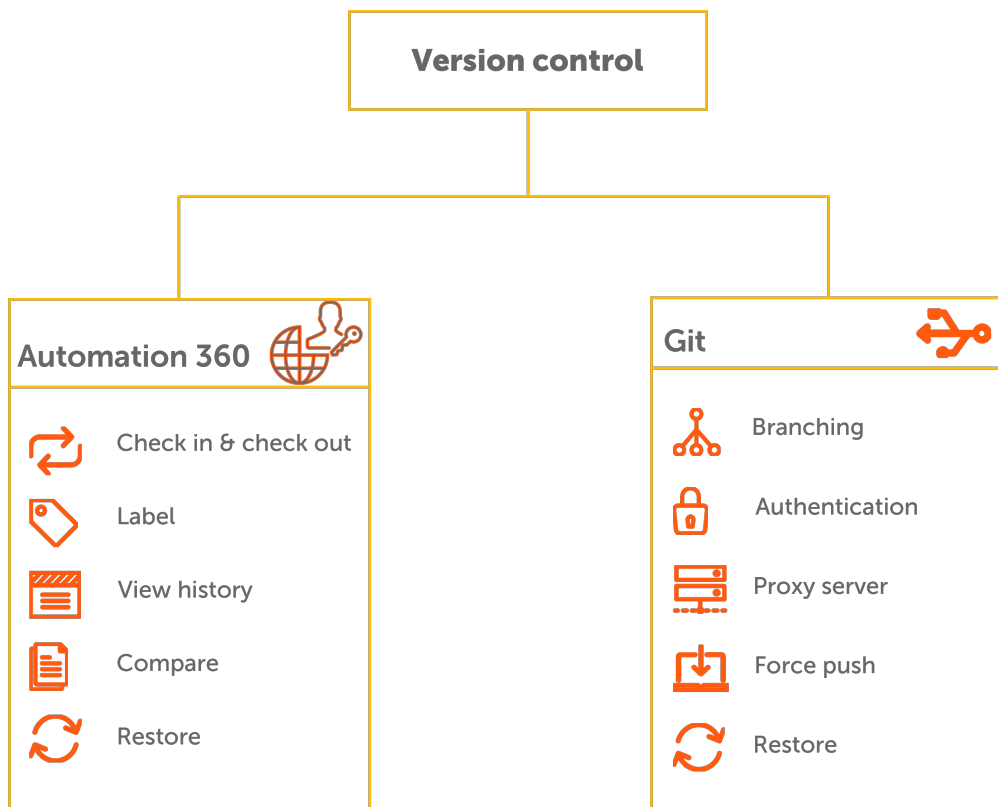 Version control
Automation 360
Check in & check out
Label
View history
Compare
Restore
Git
Branching
Authentication
Proxy server
Force push
Restore